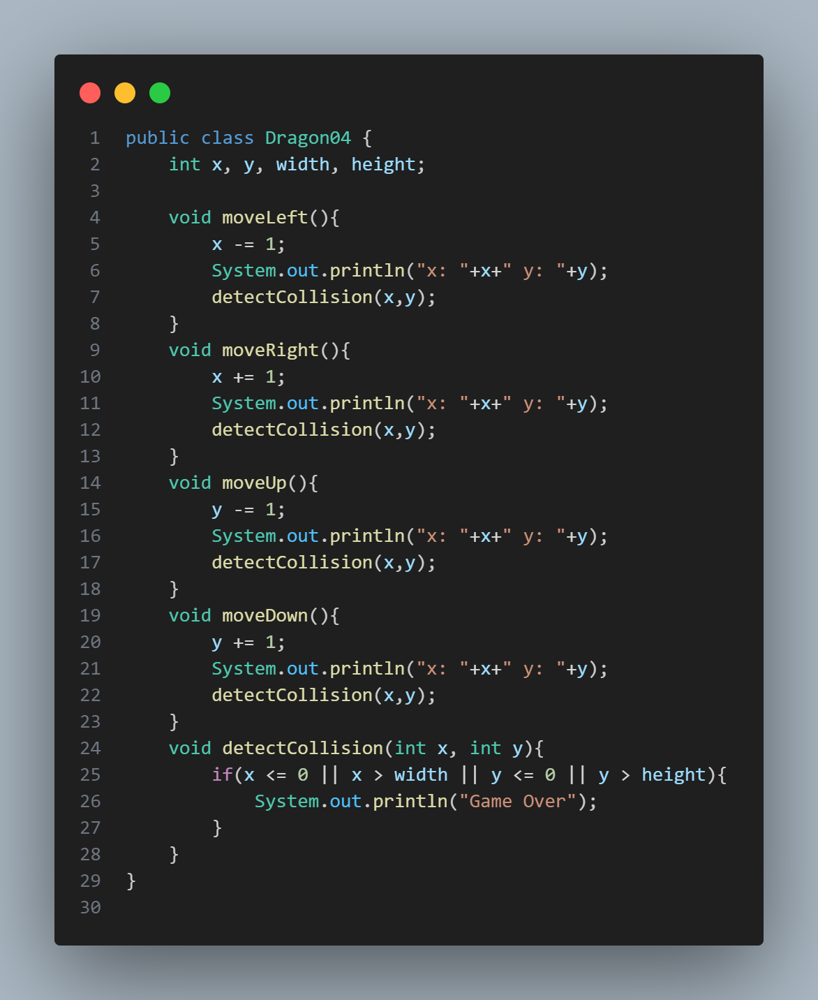 1 public class Dragon04 {
2     int x, y, width, height;
3
4     void moveLeft(){
5         x -= 1;
6         System.out.println("x: "+x+" y: "+y);
7         detectCollision(x,y);
8     }
9     void moveRight(){
10         x += 1;
11         System.out.println("x: "+x+" y: "+y);
12         detectCollision(x,y);
13     }
14     void moveUp(){
15         y -= 1;
16         System.out.println("x: "+x+" y: "+y);
17         detectCollision(x,y);
18     }
19     void moveDown(){
20         y += 1;
21         System.out.println("x: "+x+" y: "+y);
22         detectCollision(x,y);
23     }
24     void detectCollision(int x, int y){
25         if(x <= 0 || x > width || y <= 0 || y > height){
26             System.out.println("Game Over");
27         }
28     }
29 }
30